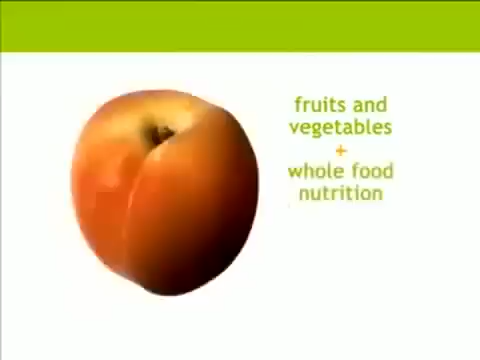 fruits and
vegetables
+
whole food
nutrition